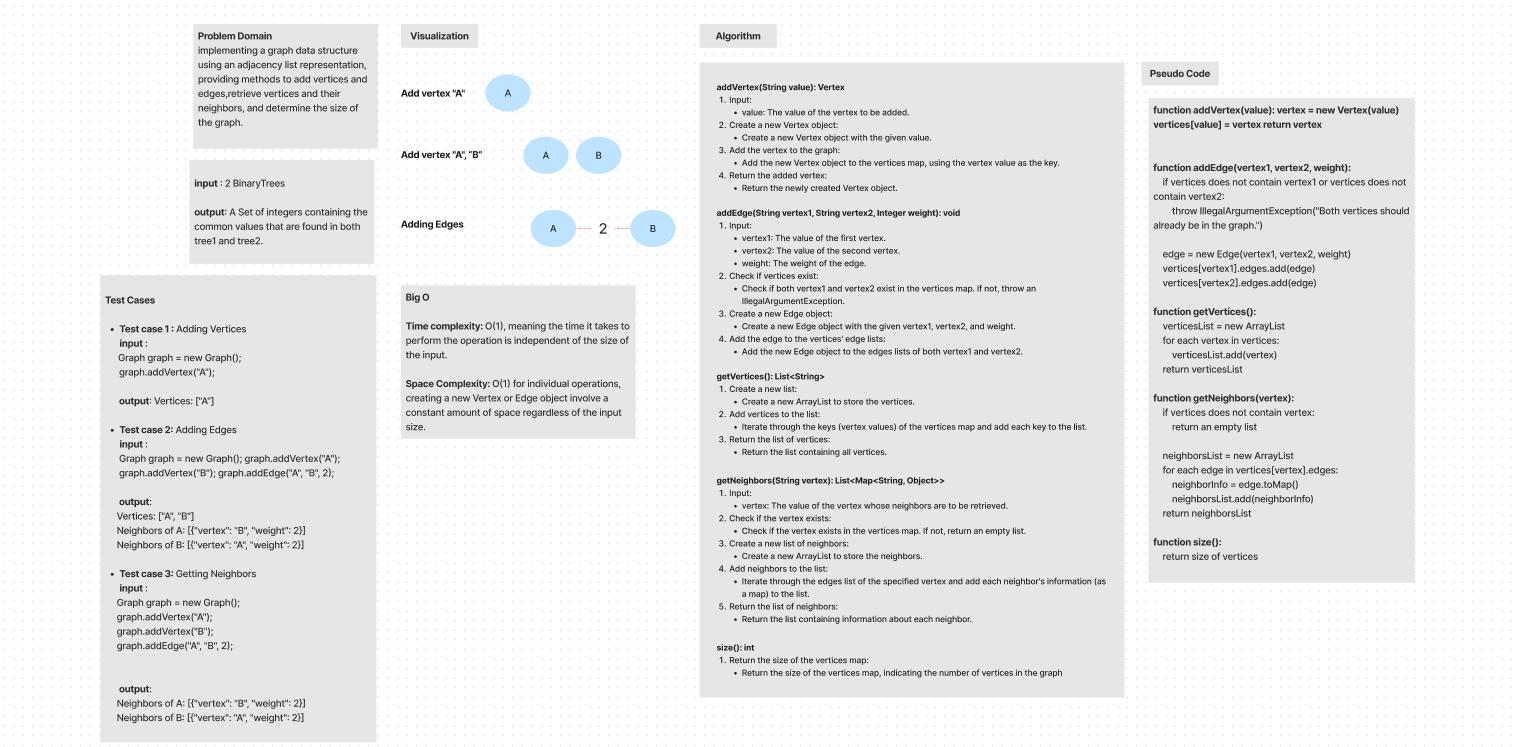 Problem Domain
implementing a graph data structure
using an adjacency list representation,
providing methods to add vertices and
edges,retrieve vertices and their
neighbors, and determine the size of
the graph.
input : 2 BinaryTrees
output: A Set of integers containing the
common values that are found in both
tree1 and tree2.
Test Cases
• Test case 1 : Adding Vertices
input :
Graph graph = new Graph();
graph.addVertex("A");
output: Vertices: ["A"]
• Test case 2: Adding Edges
input :
Graph graph = new Graph(); graph.addVertex("A");
graph.addVertex("B"); graph.addEdge("A", "B", 2);
output:
Vertices: ["A", "B"]
Neighbors of A: [{"vertex": "B", "weight": 2}]
Neighbors of B: [{"vertex": "A", "weight": 2}]
• Test case 3: Getting Neighbors
input :
Graph graph = new Graph();
graph.addVertex("A");
graph.addVertex("B");
graph.addEdge("A", "B", 2);
output:
Neighbors of A: [{"vertex": "B", "weight": 2}]
Neighbors of B: [{"vertex": "A", "weight": 2}]
Visualization
Add vertex "A" A
Add vertex "A", "B" A B
Adding Edges A 2 B
Big O
Time complexity: O(1), meaning the time it takes to
perform the operation is independent of the size of
the input.
Space Complexity: O(1) for individual operations,
creating a new Vertex or Edge object involve a
constant amount of space regardless of the input
size.
Algorithm
addVertex(String value): Vertex
1. Input:
• value: The value of the vertex to be added.
2. Create a new Vertex object:
• Create a new Vertex object with the given value.
3. Add the vertex to the graph:
• Add the new Vertex object to the vertices map, using the vertex value as the key.
4. Return the added vertex:
• Return the newly created Vertex object.
addEdge(String vertex1, String vertex2, Integer weight): void
1. Input:
• vertex1: The value of the first vertex.
• vertex2: The value of the second vertex.
• weight: The weight of the edge.
2. Check if vertices exist:
• Check if both vertex1 and vertex2 exist in the vertices map. If not, throw an
IllegalArgumentException.
3. Create a new Edge object:
• Create a new Edge object with the given vertex1, vertex2, and weight.
4. Add the edge to the vertices' edge lists:
• Add the new Edge object to the edges lists of both vertex1 and vertex2.
getVertices(): List<String>
1. Create a new list:
• Create a new ArrayList to store the vertices.
2. Add vertices to the list:
• Iterate through the keys (vertex values) of the vertices map and add each key to the list.
3. Return the list of vertices:
• Return the list containing all vertices.
getNeighbors(String vertex): List<Map<String, Object>>
1. Input:
• vertex: The value of the vertex whose neighbors are to be retrieved.
2. Check if the vertex exists:
• Check if the vertex exists in the vertices map. If not, return an empty list.
3. Create a new list of neighbors:
• Create a new ArrayList to store the neighbors.
4. Add neighbors to the list:
• Iterate through the edges list of the specified vertex and add each neighbor's information (as
a map) to the list.
5. Return the list of neighbors:
• Return the list containing information about each neighbor.
size(): int
1. Return the size of the vertices map:
• Return the size of the vertices map, indicating the number of vertices in the graph
Pseudo Code
function addVertex(value): vertex = new Vertex(value)
vertices[value] = vertex return vertex
function addEdge(vertex1, vertex2, weight):
if vertices does not contain vertex1 or vertices does not
contain vertex2:
throw IllegalArgumentException("Both vertices should
already be in the graph.")
edge = new Edge(vertex1, vertex2, weight)
vertices[vertex1].edges.add(edge)
vertices[vertex2].edges.add(edge)
function getVertices():
verticesList = new ArrayList
for each vertex in vertices:
verticesList.add(vertex)
return verticesList
function getNeighbors(vertex):
if vertices does not contain vertex:
return an empty list
neighborsList = new ArrayList
for each edge in vertices[vertex].edges:
neighborInfo = edge.toMap()
neighborsList.add(neighborInfo)
return neighborsList
function size():
return size of vertices